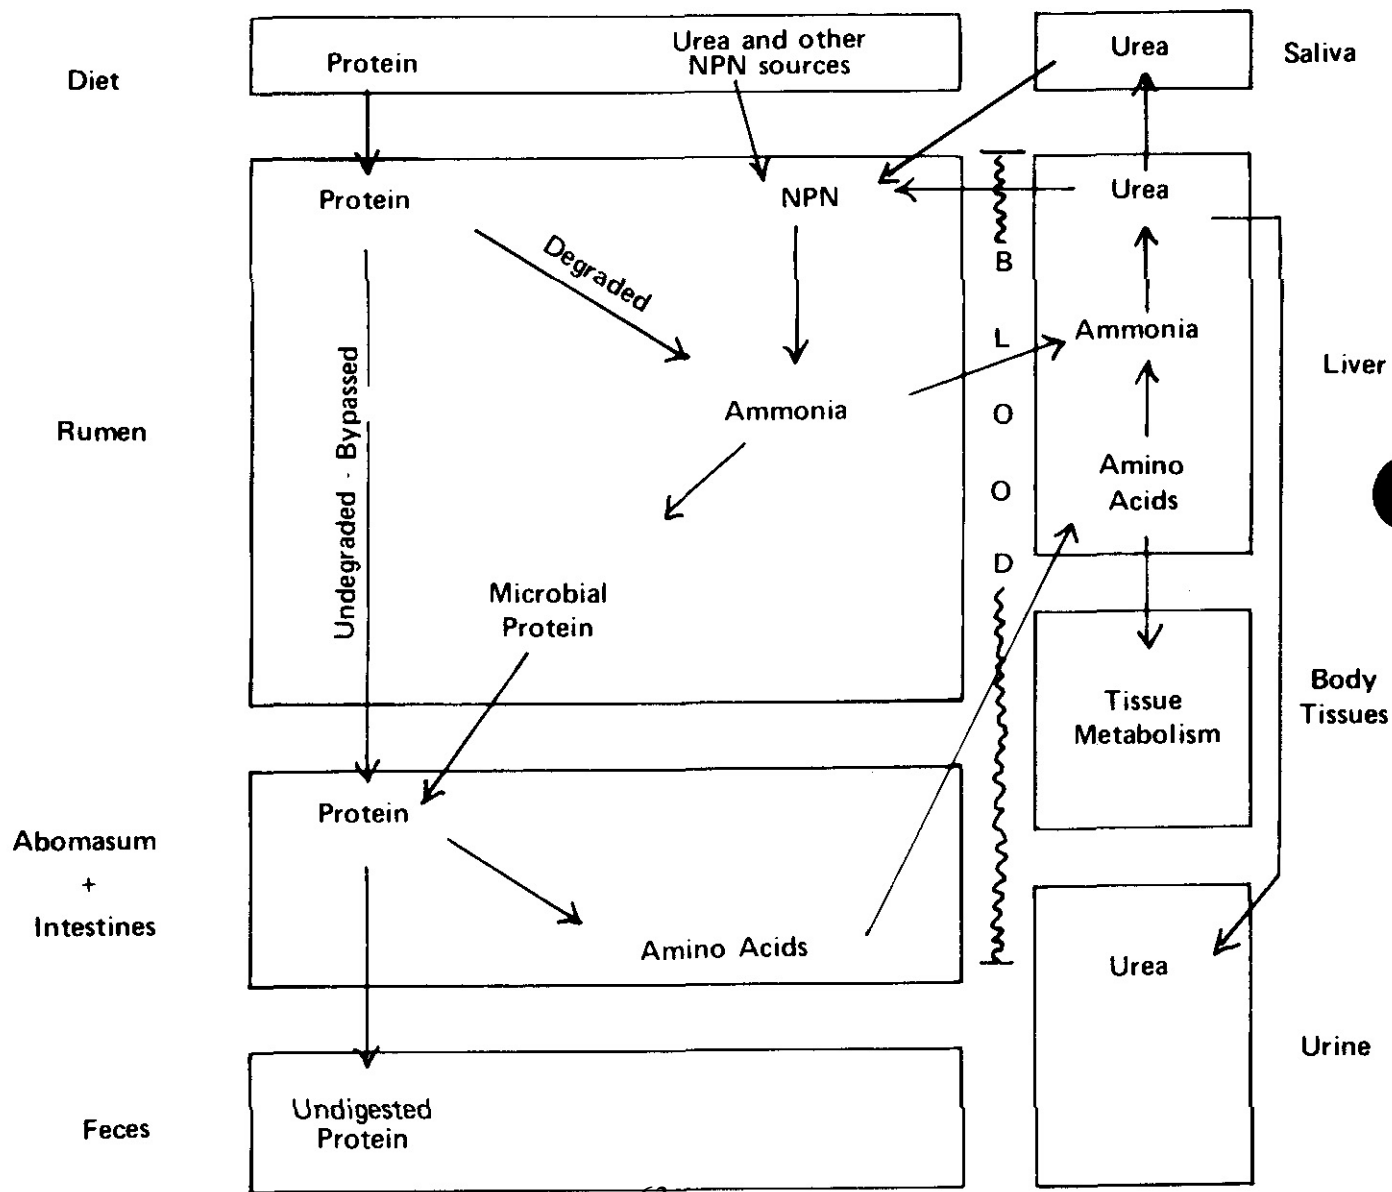 Diet
Protein
Urea and other
NPN sources
Urea
Saliva
Rumen
Protein
Degraded
NPN
Ammonia
Undegraded - Bypassed
Microbial
Protein
BLOOD
Urea
Ammonia
Amino
Acids
Liver
Tissue
Metabolism
Body
Tissues
Abomasum
+
Intestines
Protein
Amino Acids
Urea
Urine
Feces
Undigested
Protein